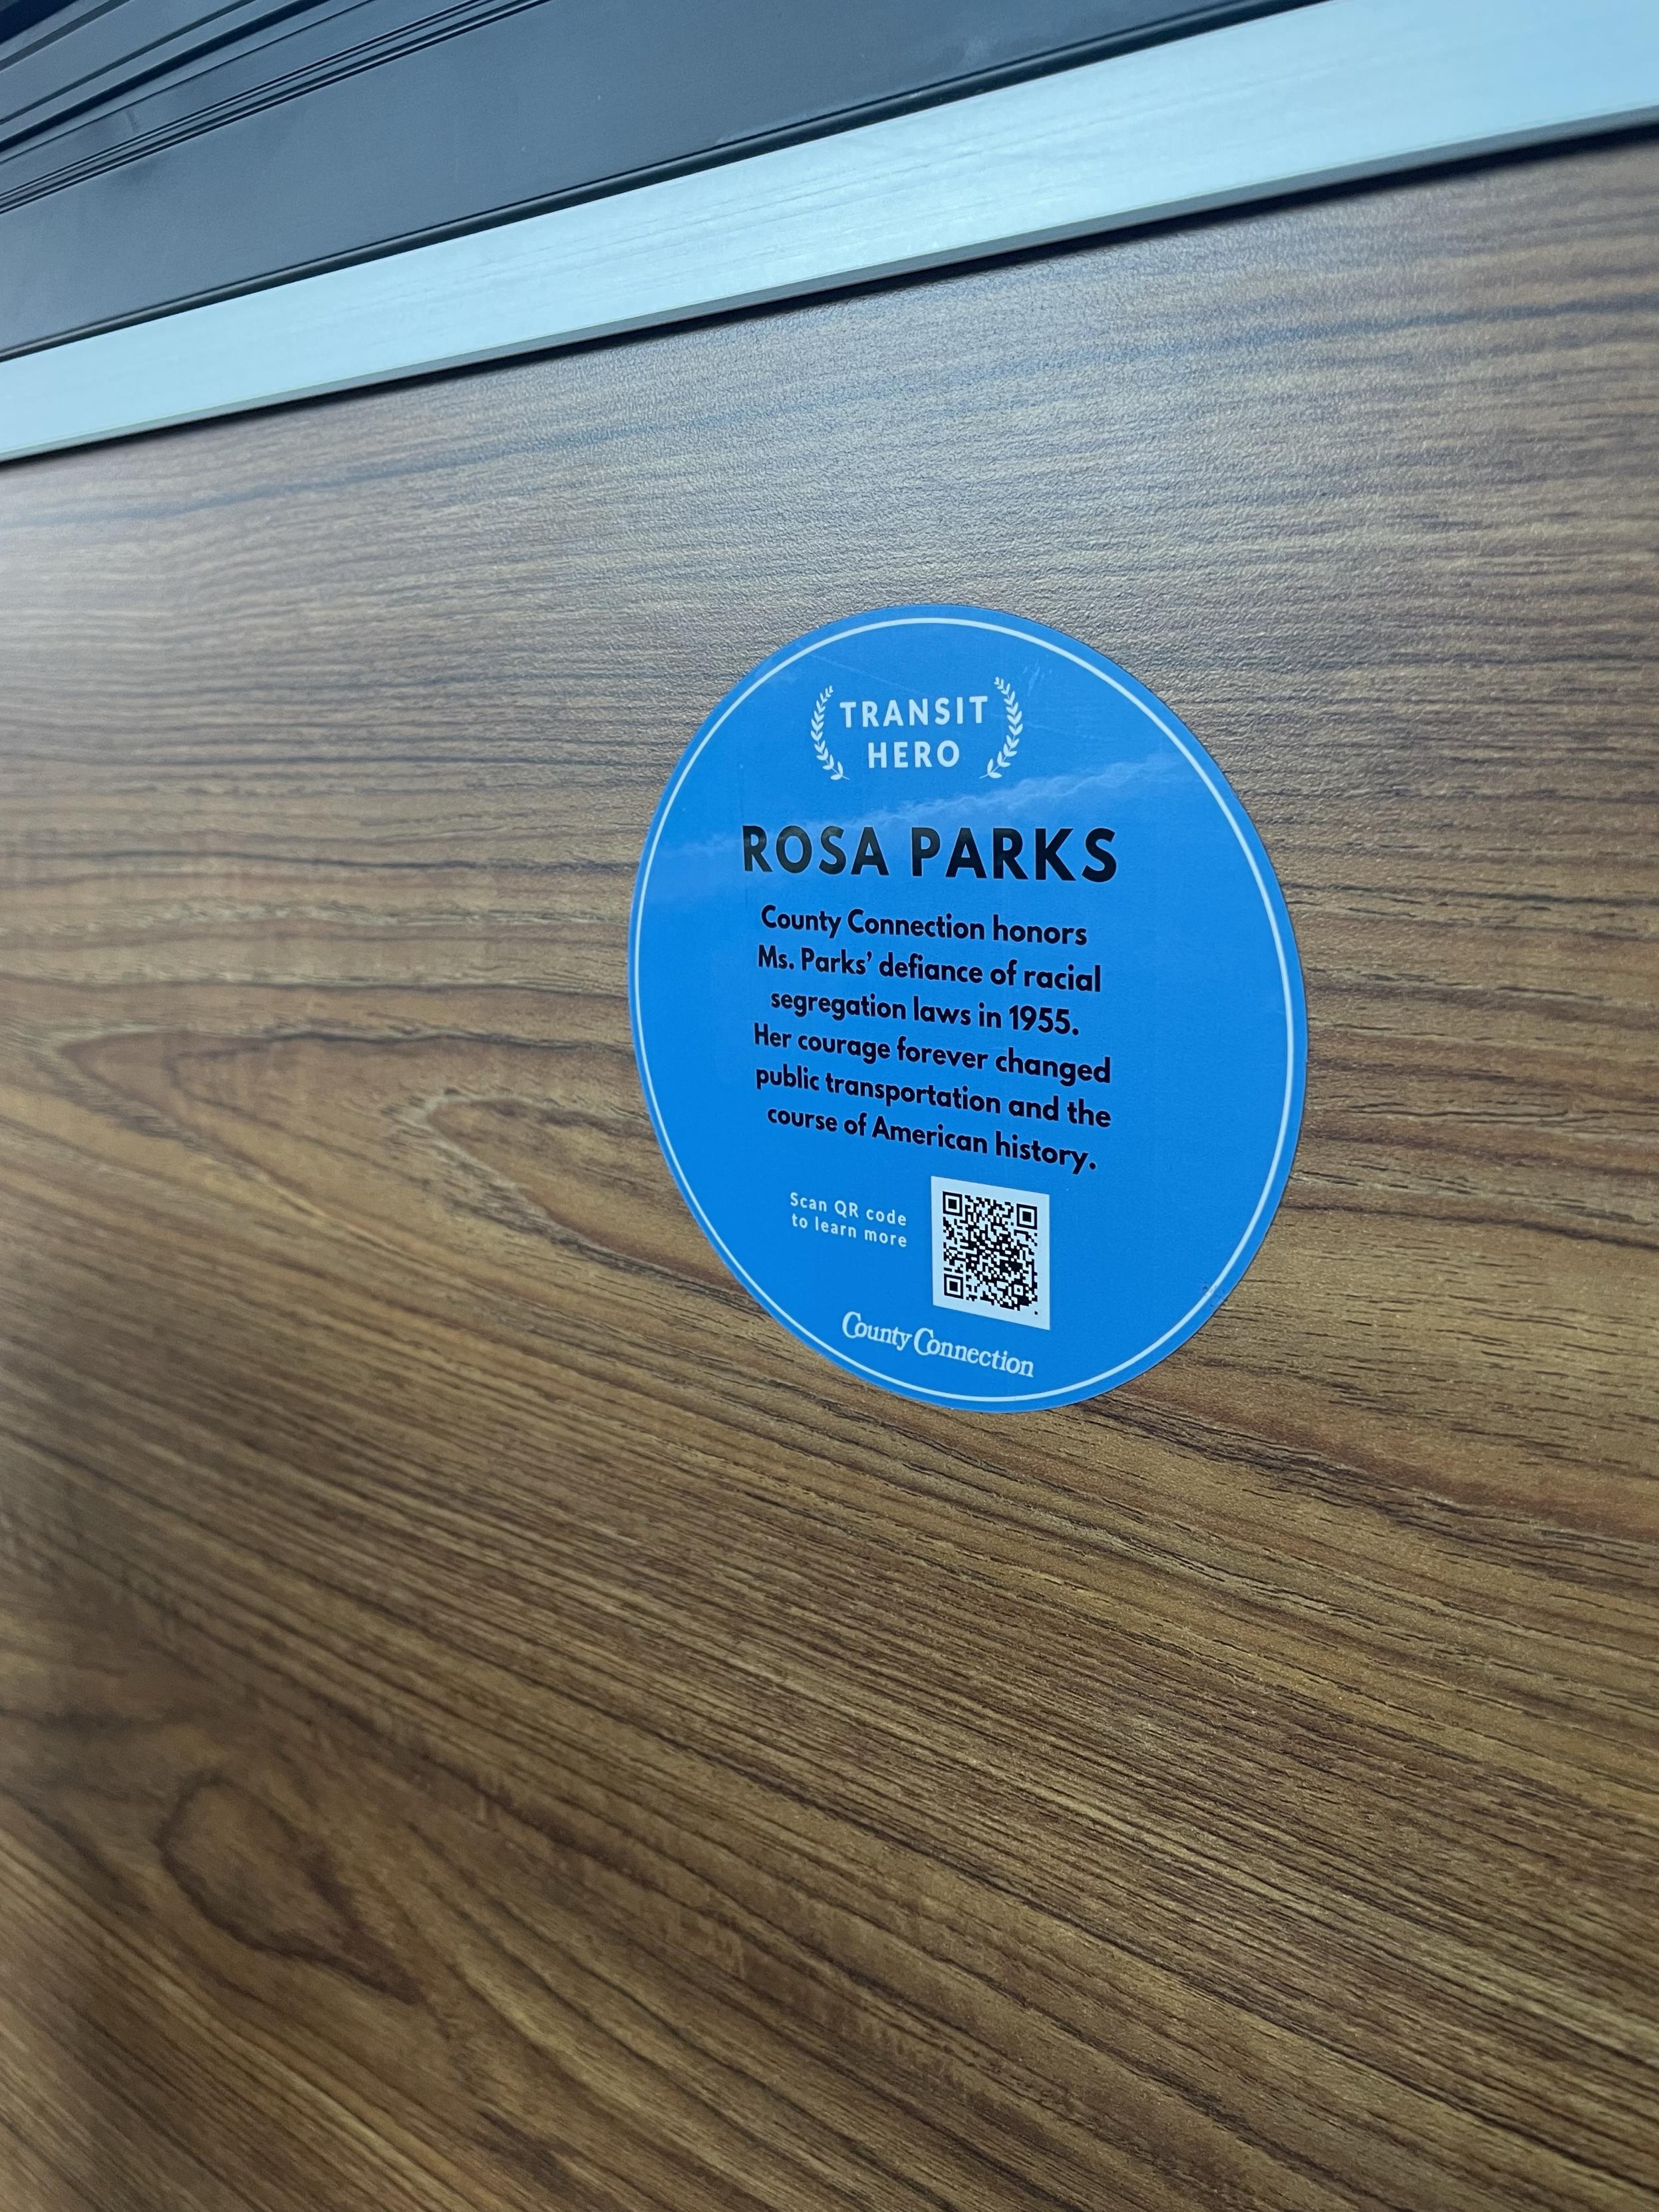 TRANSIT
HERO
ROSA PARKS
County Connection honors
Ms. Parks’ defiance of racial
segregation laws in 1955.
Her courage forever changed
public transportation and the
course of American history.
Scan QR code
to learn more
County Connection